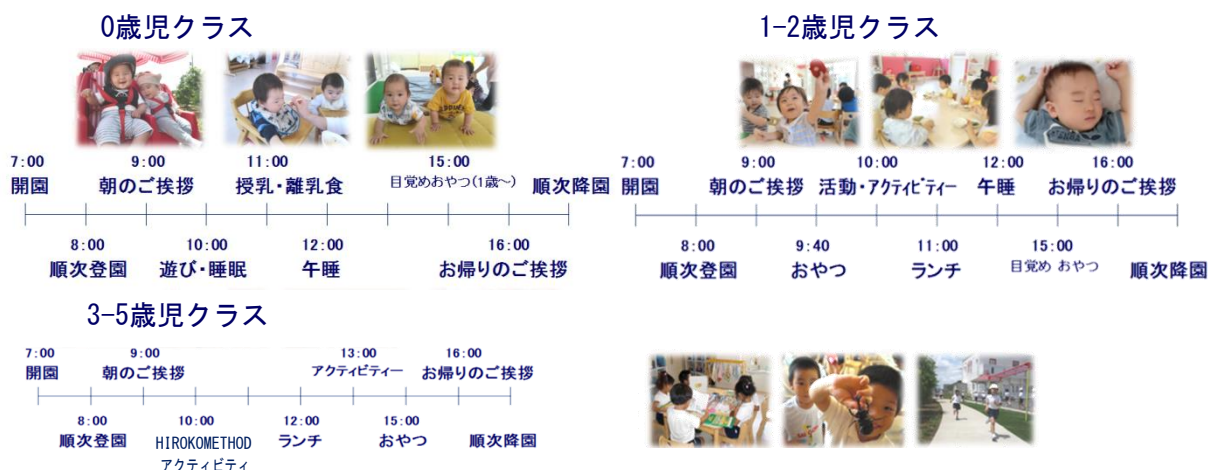 0歳児クラス
7:00
開園
9:00
朝のご挨拶
11:00
授乳・離乳食
15:00
目覚めおやつ(1歳~)
順次降園
8:00
順次登園
10:00
遊び・睡眠
12:00
午睡
16:00
お帰りのご挨拶
1-2歳児クラス
7:00
開園
9:00
朝のご挨拶
10:00
活動・アクティビティー
12:00
午睡
16:00
お帰りのご挨拶
8:00
順次登園
9:40
おやつ
11:00
ランチ
15:00
目覚め おやつ
順次降園
3-5歳児クラス
7:00
開園
9:00
朝のご挨拶
13:00
アクティビティー
16:00
お帰りのご挨拶
8:00
順次登園
10:00
HIROKOMETHOD
アクティビティ
12:00
ランチ
15:00
おやつ
順次降園